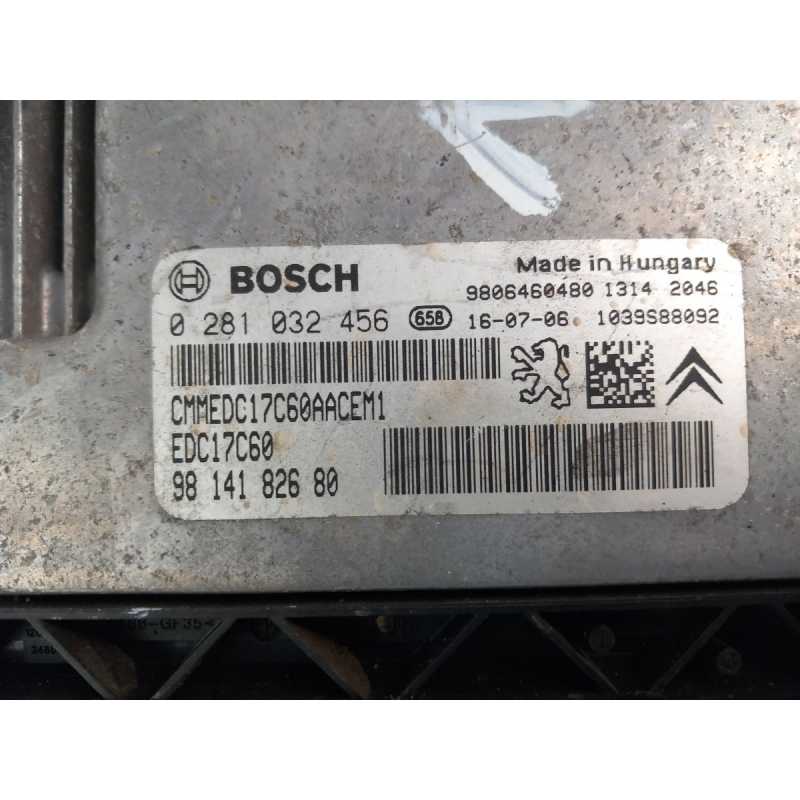 BOSCH
Made in Hungary
9806460480 1314 2046
0 281 032 456 658 16-07-06 1039S88092
CMMEDC17C60AACEM1
EDC17C60
98 141 826 80